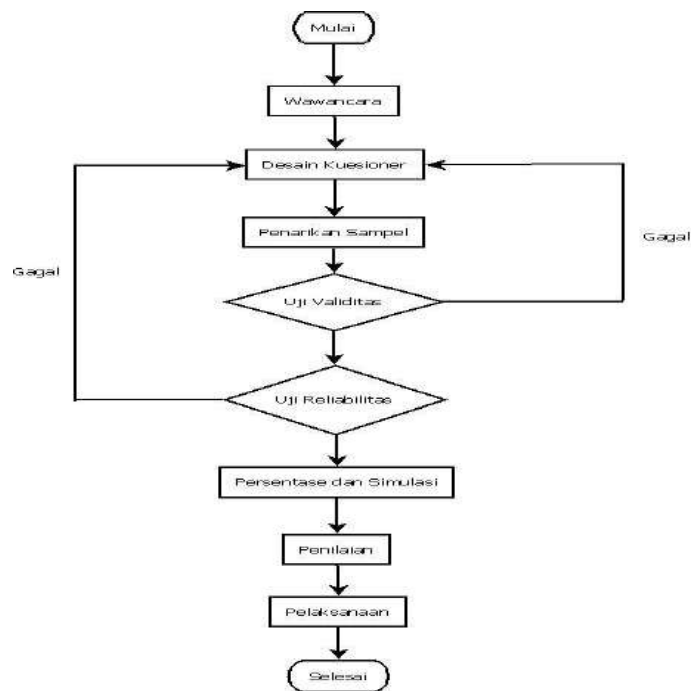 Mulai
Wawancara
Desain Kuesioner
Penarikan Sampel
Gagal
Gagal
Uji Validitas
Uji Reliabilitas
Persentase dan Simulasi
Penilaian
Pelaksanaan
Selesai